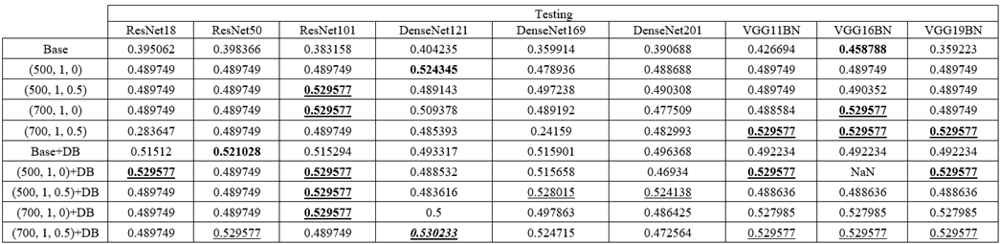 Testing
ResNet18 ResNet50 ResNet101 DenseNet121 DenseNet169 DenseNet201 VGG11BN VGG16BN VGG19BN
Base 0.395062 0.398366 0.383158 0.404235 0.359914 0.390688 0.426694 0.458788 0.359223
(500, 1, 0) 0.489749 0.489749 0.489749 0.524345 0.478936 0.488688 0.489749 0.489749 0.489749
(500, 1, 0.5) 0.489749 0.489749 0.529577 0.489143 0.497238 0.490308 0.489749 0.490352 0.489749
(700, 1, 0) 0.489749 0.489749 0.529577 0.509378 0.489192 0.477509 0.488584 0.529577 0.489749
(700, 1, 0.5) 0.283647 0.489749 0.489749 0.485393 0.24159 0.482993 0.529577 0.529577 0.529577
Base+DB 0.51512 0.521028 0.515294 0.493317 0.515901 0.496368 0.492234 0.492234 0.492234
(500, 1, 0)+DB 0.529577 0.489749 0.529577 0.488532 0.515658 0.46934 0.529577 NaN 0.529577
(500, 1, 0.5)+DB 0.489749 0.489749 0.529577 0.483616 0.528015 0.524138 0.488636 0.488636 0.488636
(700, 1, 0)+DB 0.489749 0.489749 0.529577 0.5 0.497863 0.486425 0.527985 0.527985 0.527985
(700, 1, 0.5)+DB 0.489749 0.529577 0.489749 0.530233 0.524715 0.472564 0.529577 0.529577 0.529577